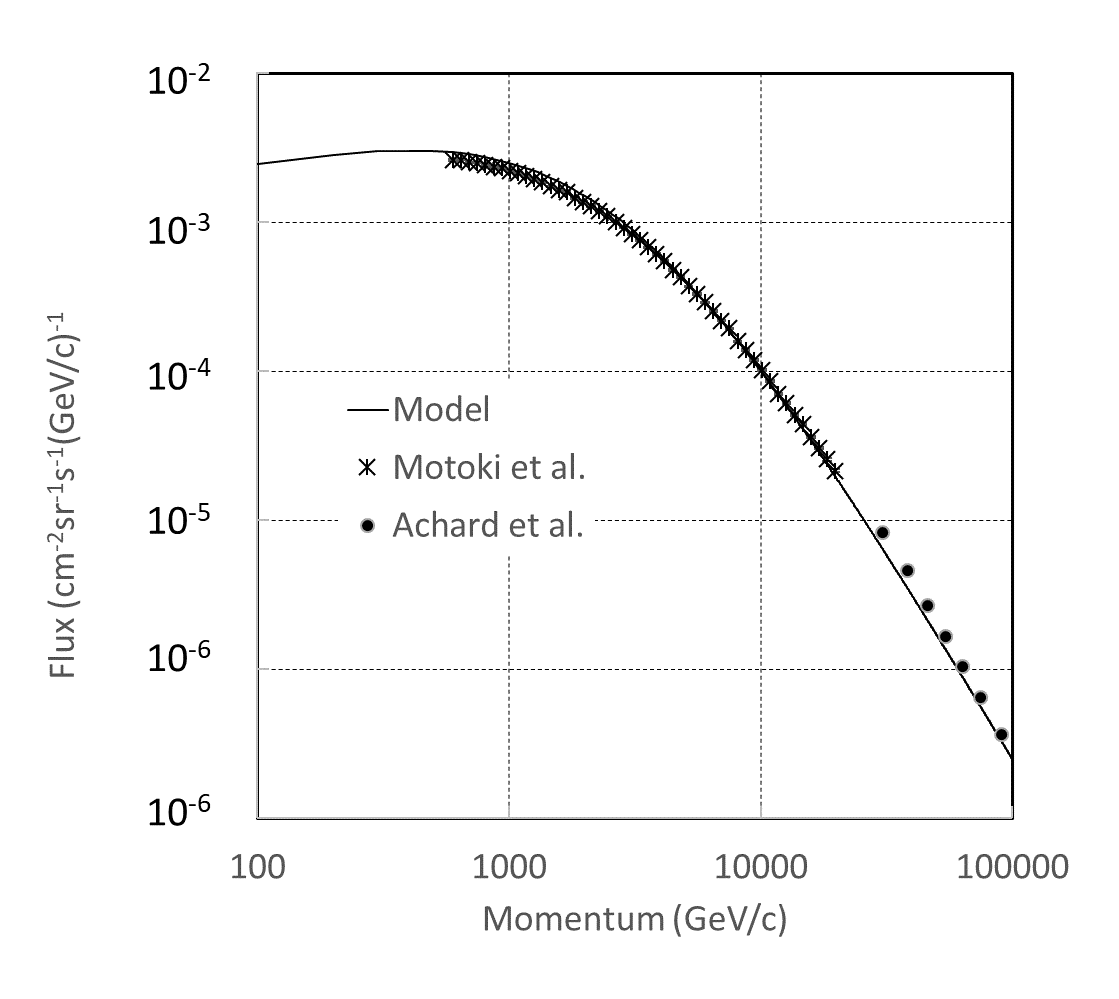 10⁻²
10⁻³
10⁻⁴
10⁻⁵
10⁻⁶
10⁻⁶
Flux (cm⁻²sr⁻¹s⁻¹(GeV/c)⁻¹
Model
Motoki et al.
Achard et al.
100 1000 10000 100000
Momentum (GeV/c)